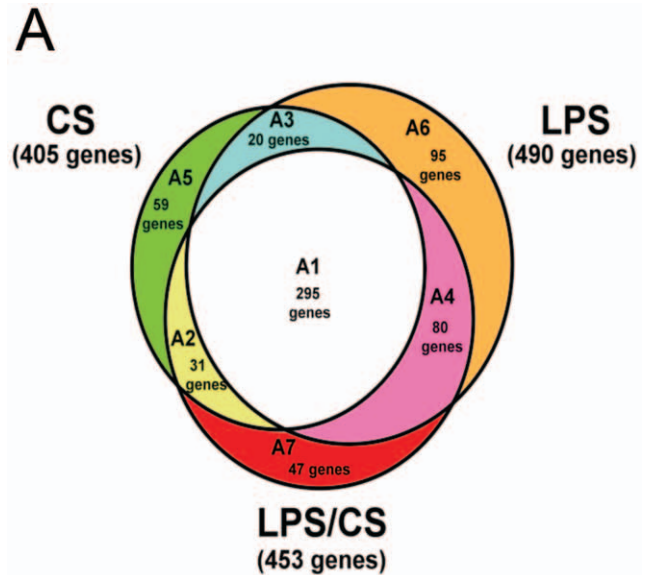 A
CS
(405 genes)
LPS
(490 genes)
A3
20 genes
A6
95
genes
A5
59
genes
A1
295
genes
A4
80
genes
A2
31
genes
A7
47 genes
LPS/CS
(453 genes)